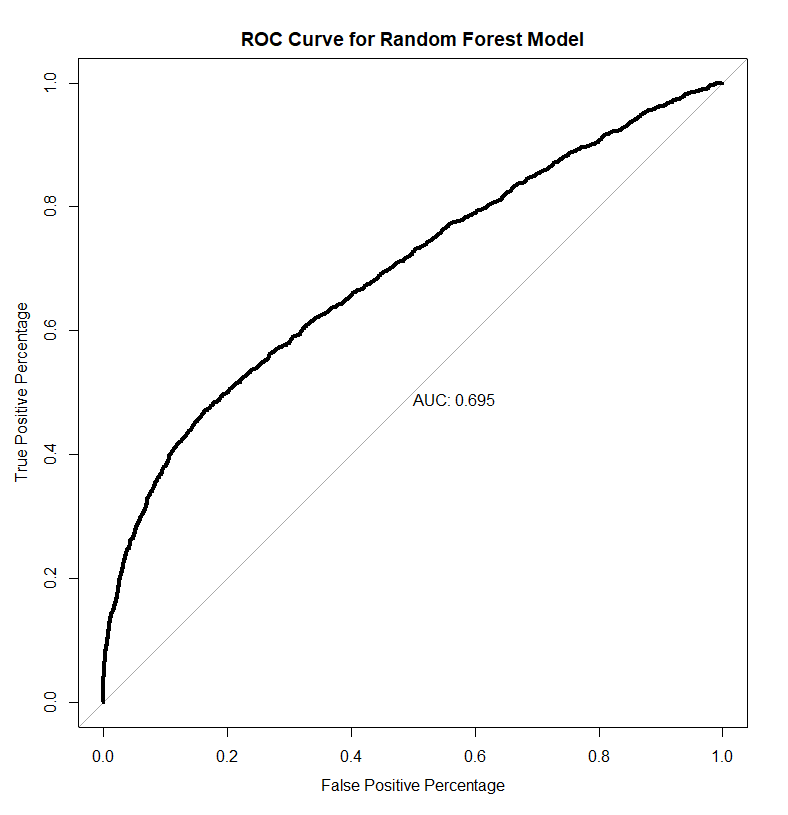 ROC Curve for Random Forest Model
True Positive Percentage
1.0
0.8
0.6
0.4
0.2
0.0
AUC: 0.695
0.0 0.2 0.4 0.6 0.8 1.0
False Positive Percentage